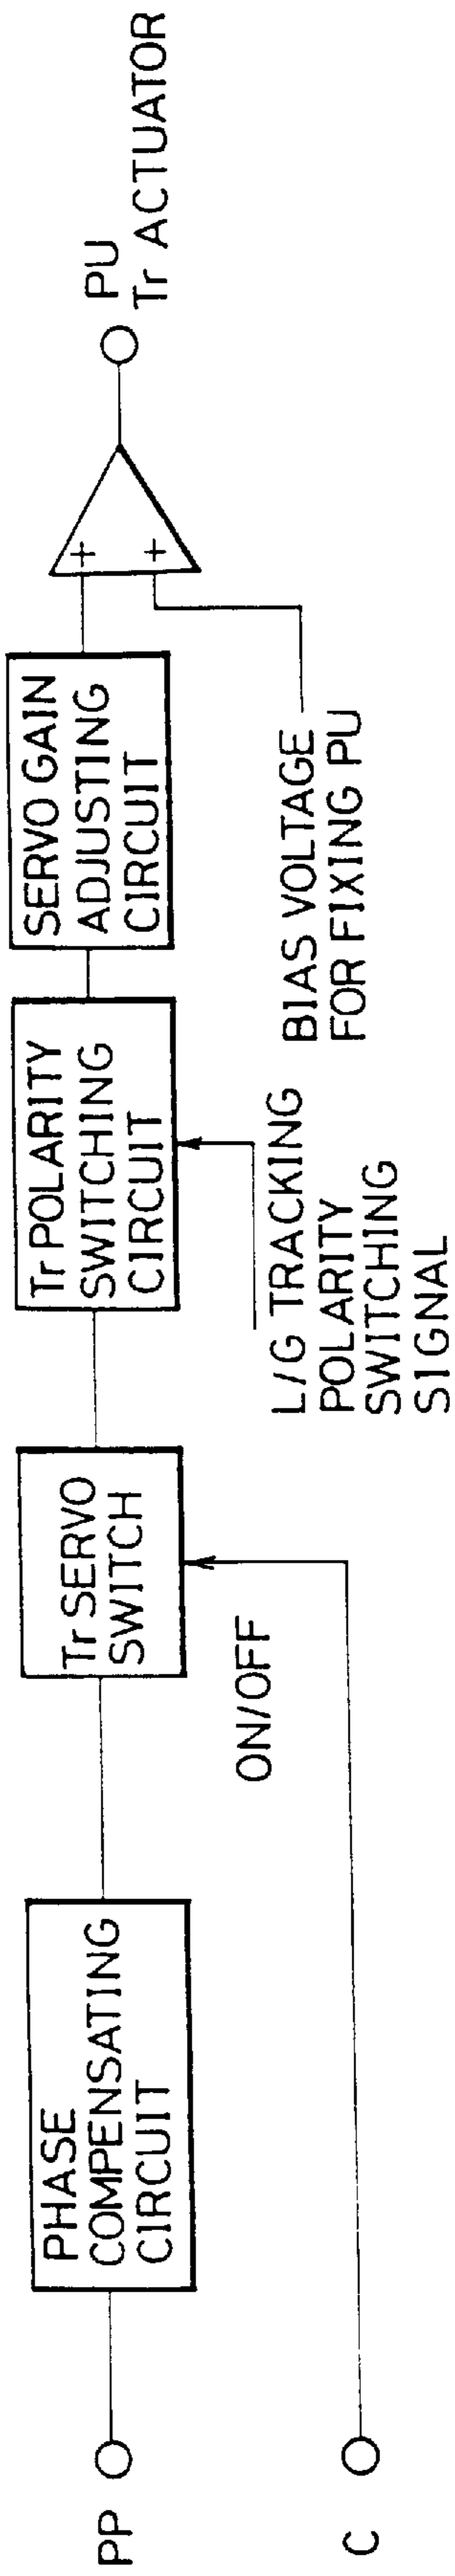 PP
PHASE
COMPENSATING
CIRCUIT
Tr SERVO
SWITCH
Tr POLARITY
SWITCHING
CIRCUIT
SERVO GAIN
ADJUSTING
CIRCUIT
+
+
PU
Tr ACTUATOR
C
ON/OFF
L/G TRACKING
POLARITY
SWITCHING
SIGNAL
BIAS VOLTAGE
FOR FIXING PU